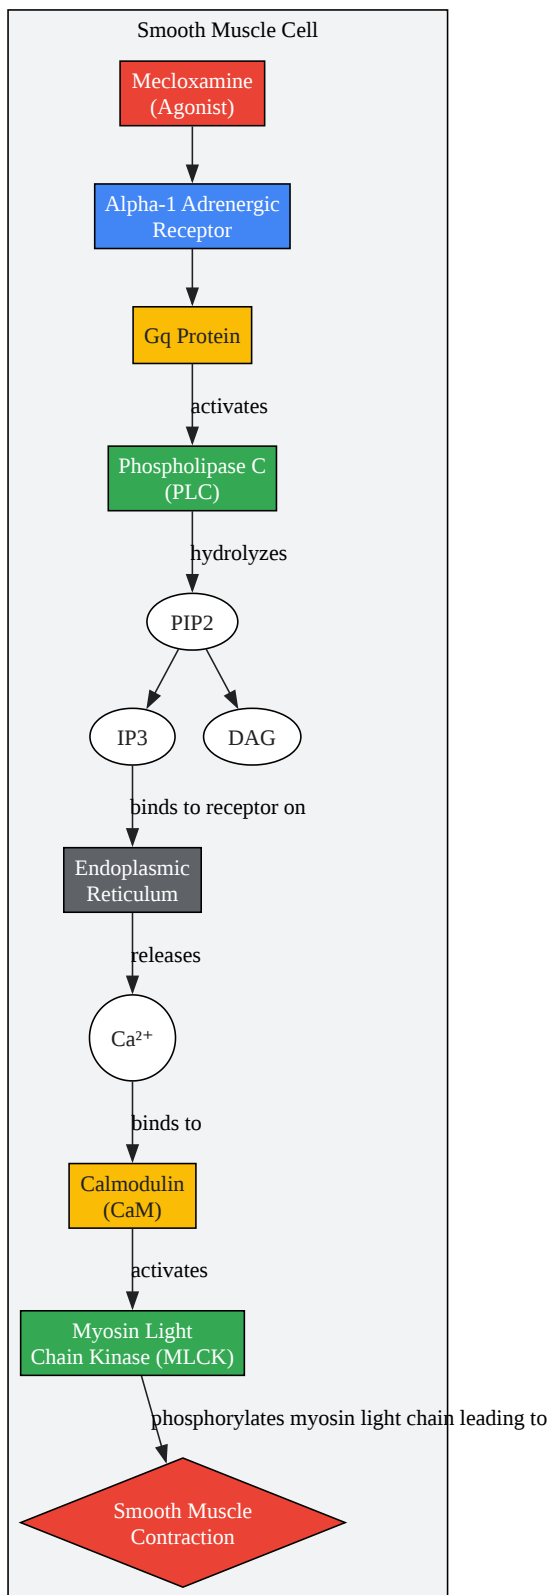 Smooth Muscle Cell
Mecloxamine
(Agonist)
Alpha-1 Adrenergic
Receptor
Gq Protein
activates
Phospholipase C
(PLC)
hydrolyzes
PIP2
IP3
DAG
binds to receptor on
Endoplasmic
Reticulum
releases
Ca²⁺
binds to
Calmodulin
(CaM)
activates
Myosin Light
Chain Kinase (MLCK)
phosphorylates myosin light chain leading to
Smooth Muscle
Contraction